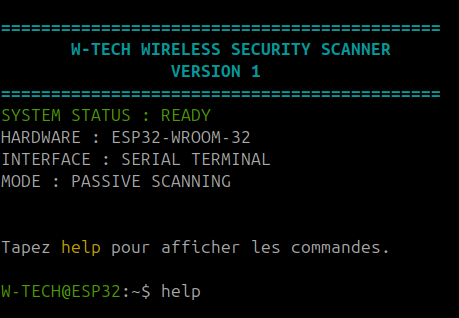 ============================================
W-TECH WIRELESS SECURITY SCANNER
VERSION 1
============================================
SYSTEM STATUS : READY
HARDWARE : ESP32-WROOM-32
INTERFACE : SERIAL TERMINAL
MODE : PASSIVE SCANNING
Tapez help pour afficher les commandes.
W-TECH@ESP32:~$ help